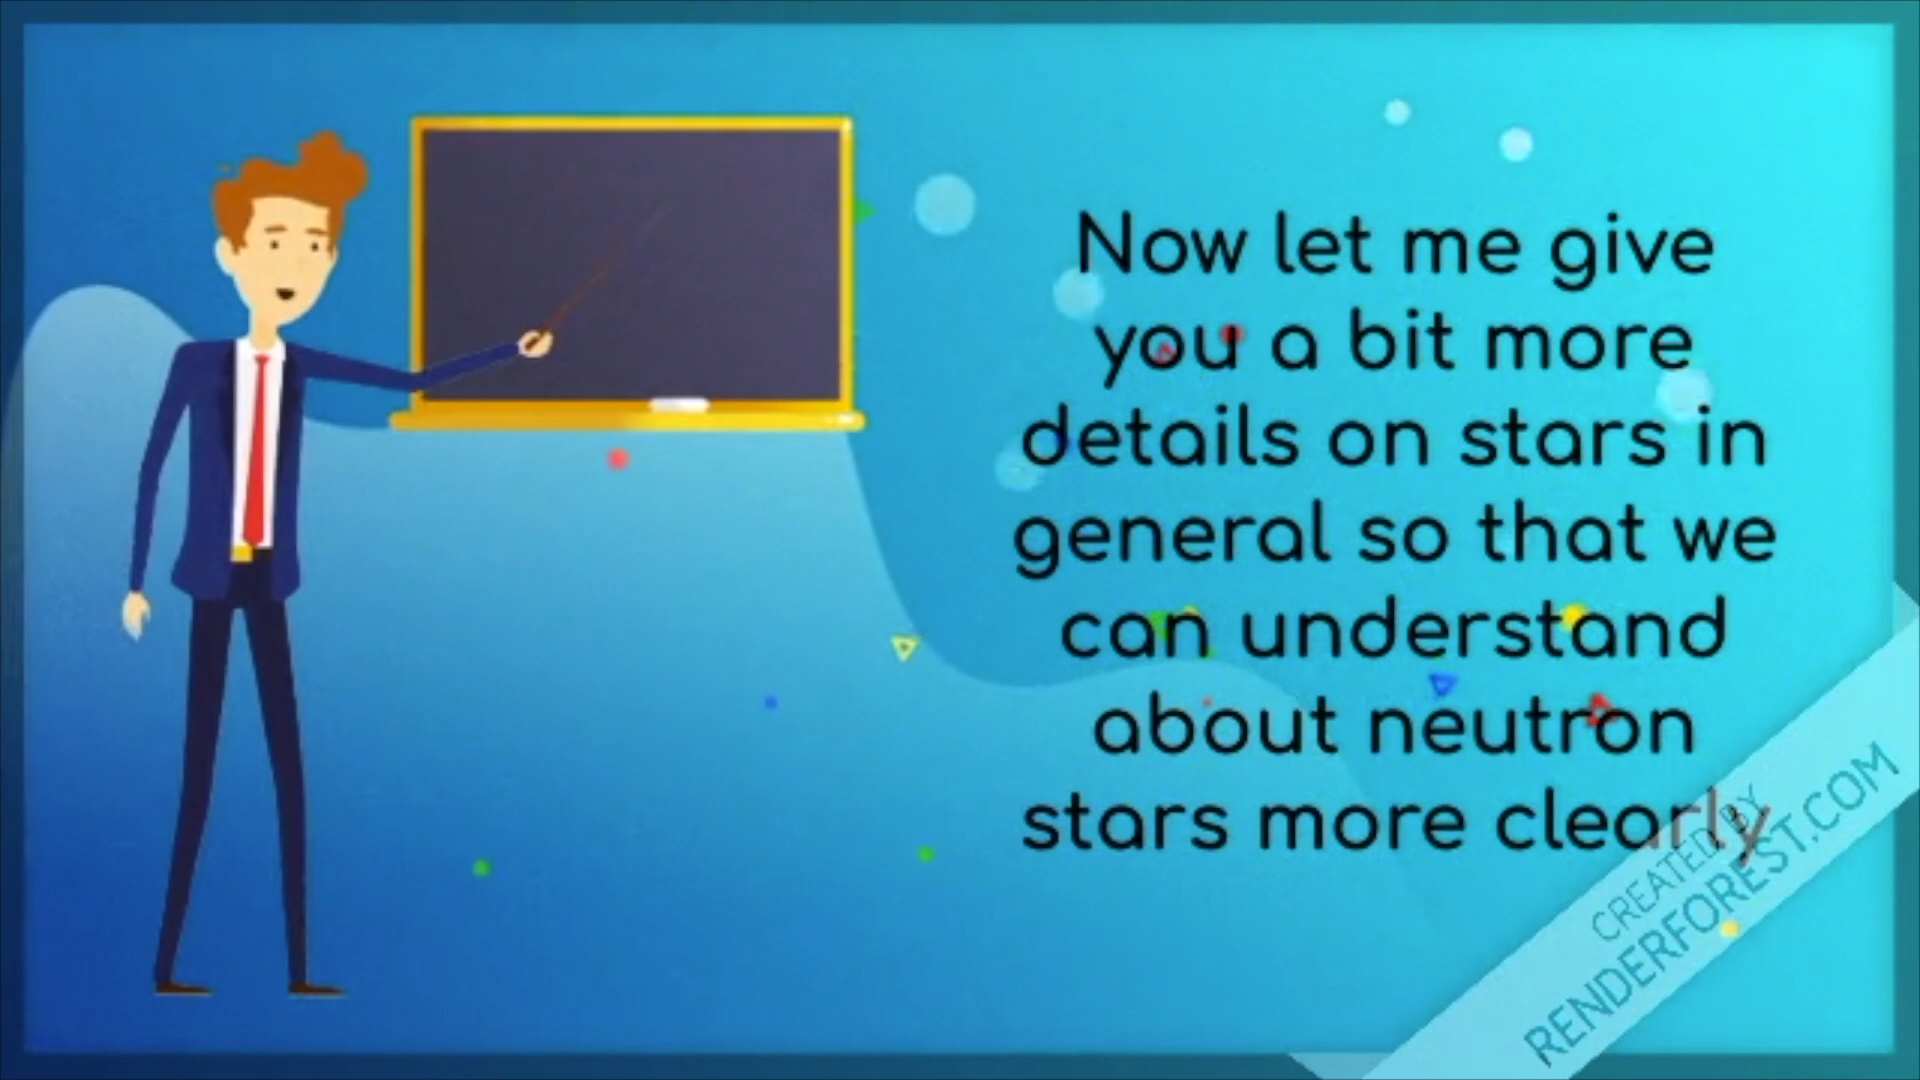 Now let me give
you a bit more
details on stars in
general so that we
can understand
about neutron
stars more clearly
CREATED BY
RENDERFOREST.COM